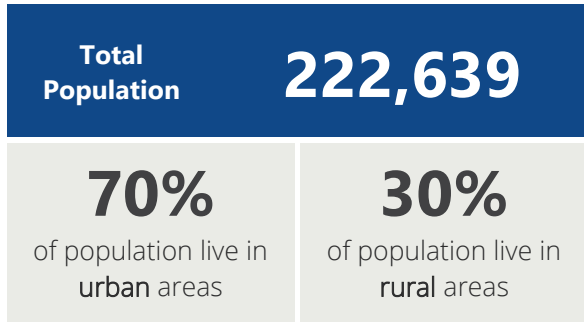 Total
Population
222,639
70%
of population live in
urban areas
30%
of population live in
rural areas